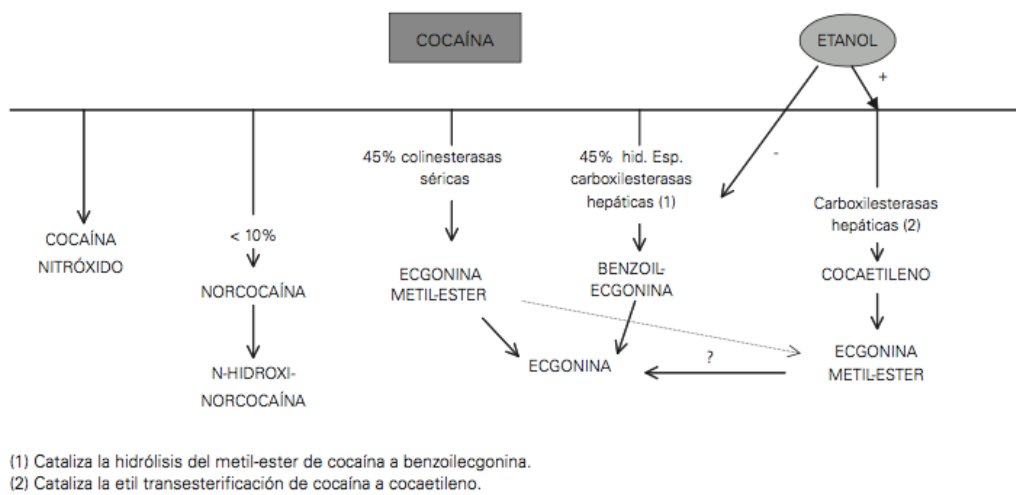 COCAÍNA
ETANOL
+
-
45% colinesterasas
séricas
45% hid. Esp.
carboxilesterasas
hepáticas (1)
Carboxilesterasas
hepáticas (2)
COCAÍNA
NITRÓXIDO
< 10%
NORCOCAÍNA
N-HIDROXI-
NORCOCAÍNA
ECGONINA
METIL-ESTER
BENZOIL-
ECGONINA
COCAETILENO
ECGONINA
?
ECGONINA
METIL-ESTER
(1) Cataliza la hidrólisis del metil-ester de cocaína a benzoilecgonina.
(2) Cataliza la etil transesterificación de cocaína a cocaetileno.